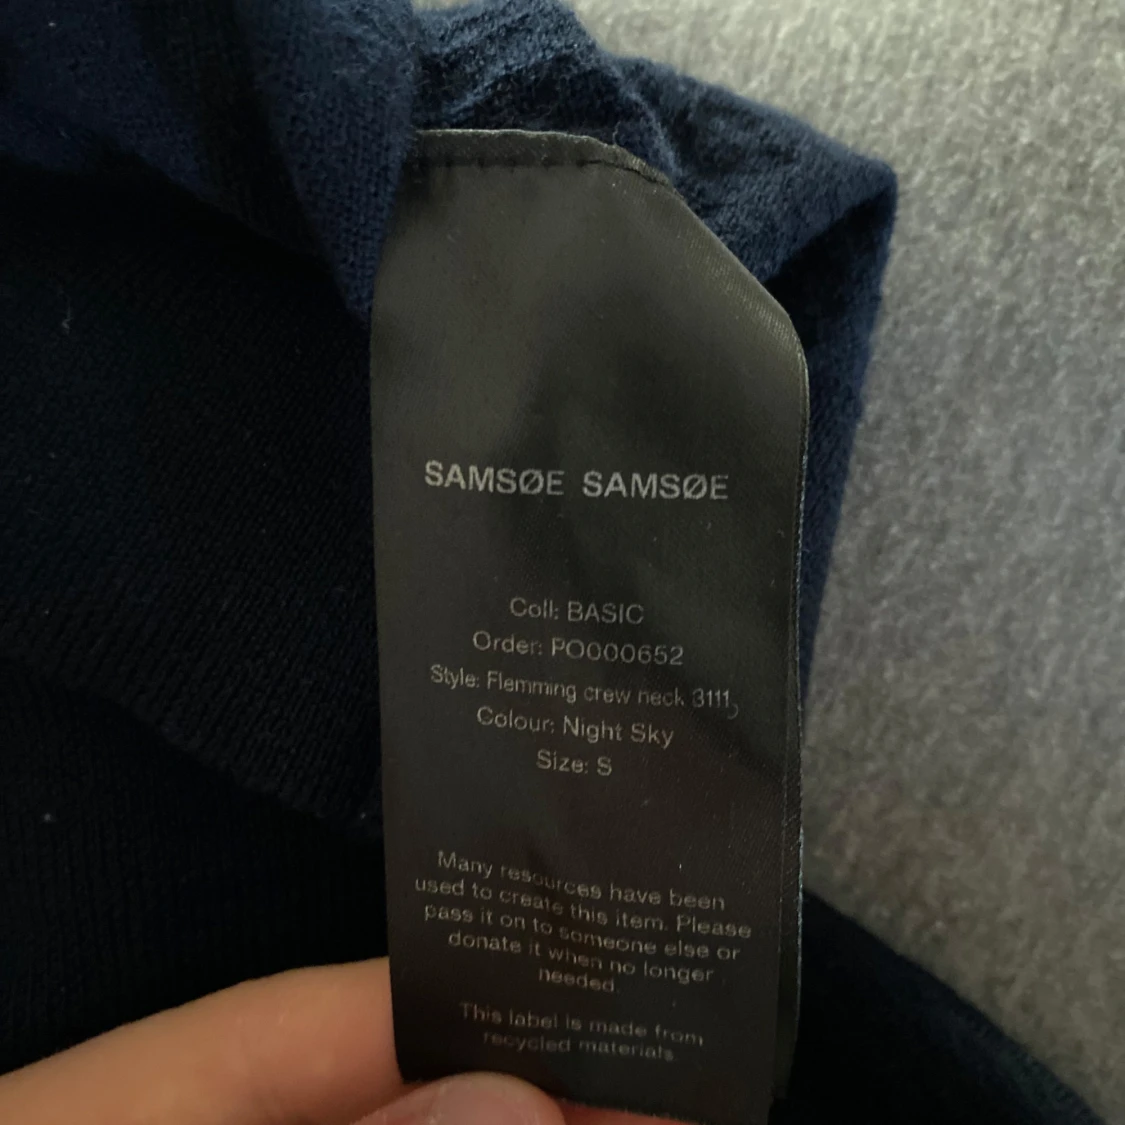 SAMSØE SAMSØE
Coll: BASIC
Order: PO000652
Style: Flemming crew neck 3111,
Colour: Night Sky
Size: S
Many resources have been
used to create this item. Please
pass it on to someone else or
donate it when no longer
needed.
This label is made from
recycled materials